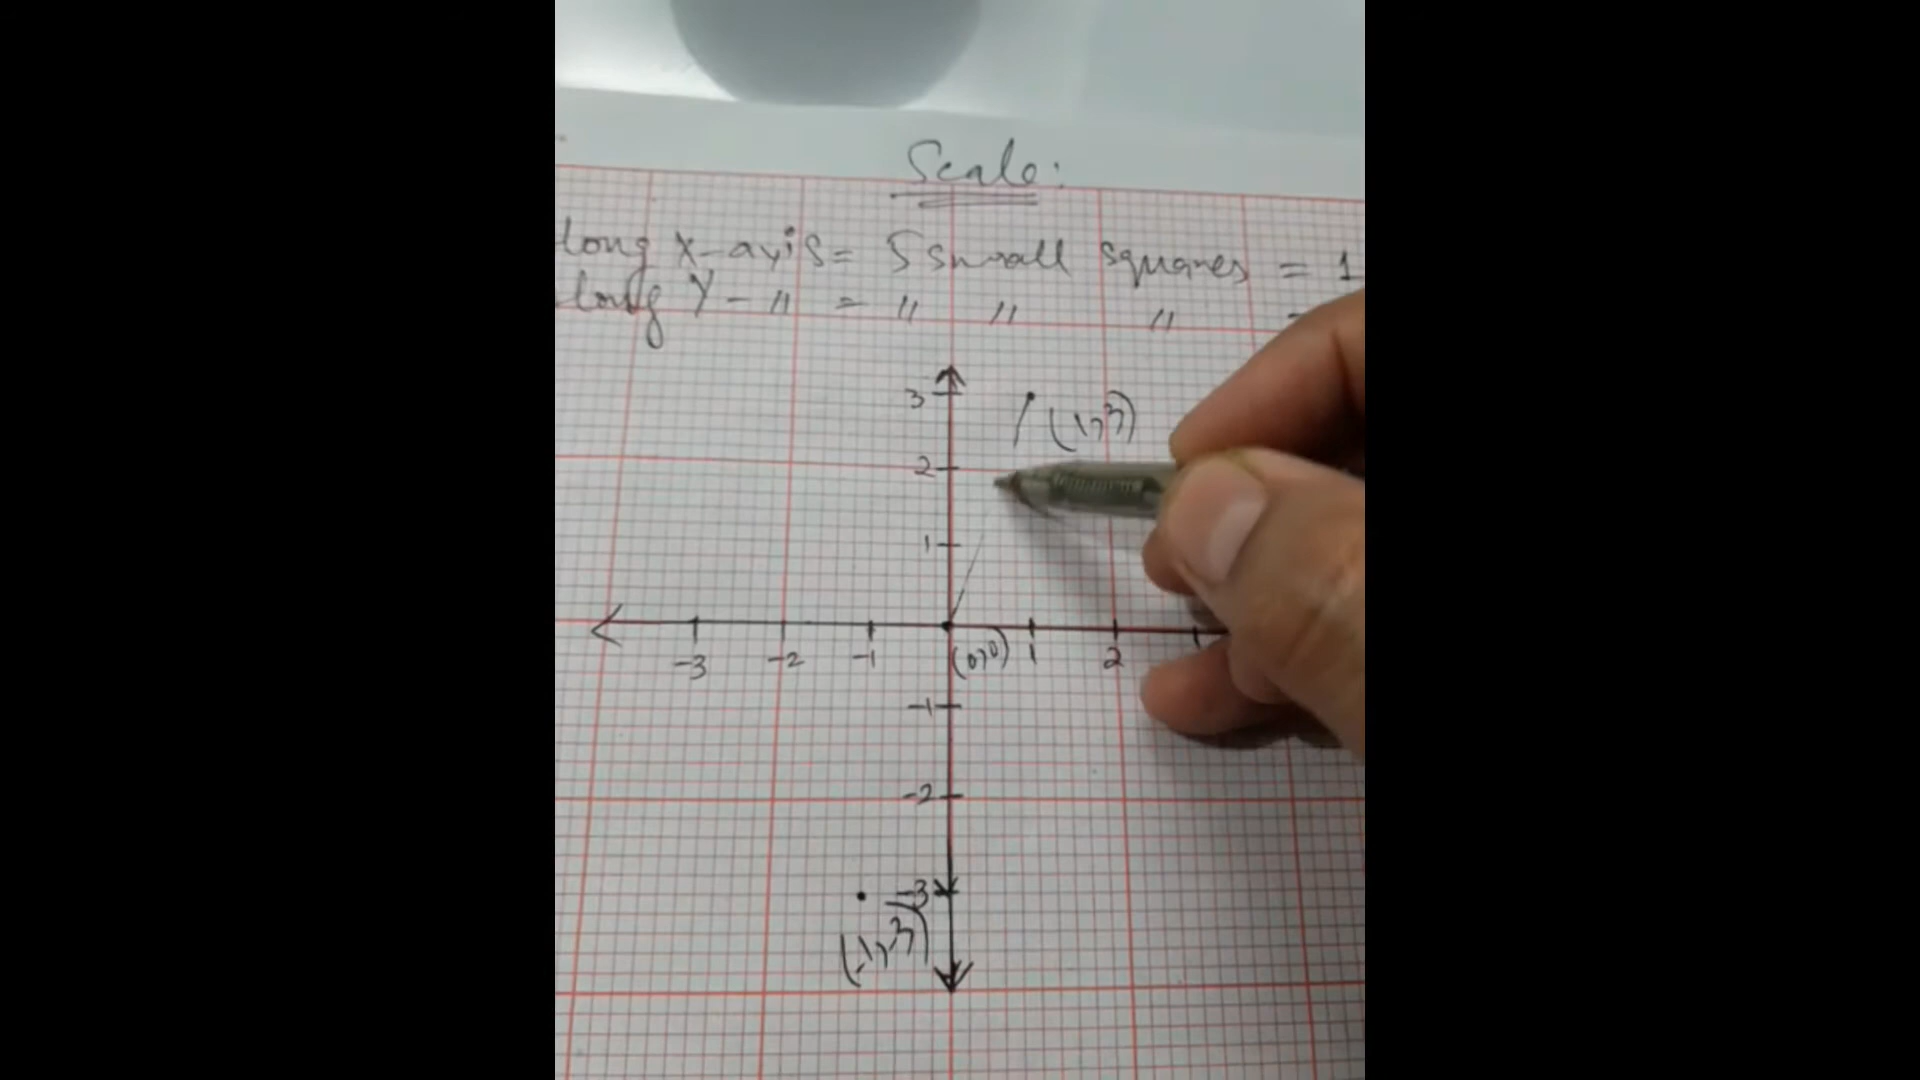 Scale:
long X-axis = 5 small squares = 1
long Y- " = " " " =
3
(1,3)
2
1
-3 -2 -1 (0,0) 1 2
-1
-2
-3
(-1,-3)